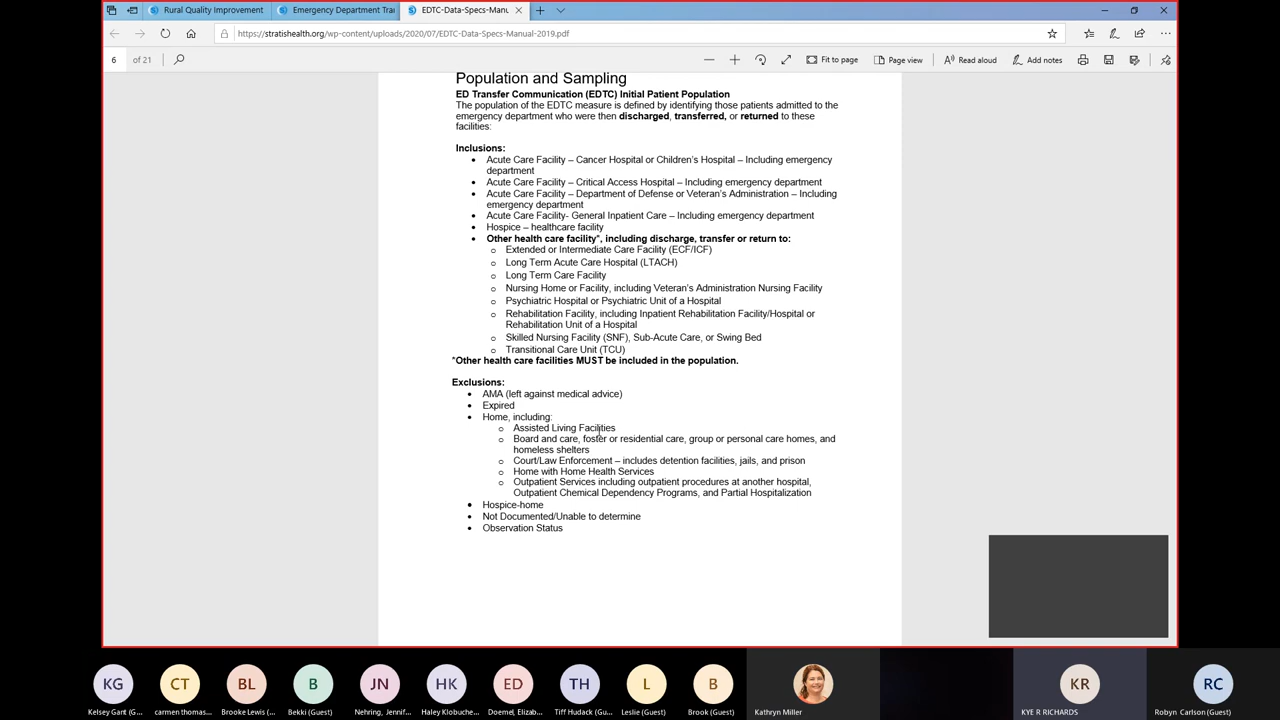 Rural Quality Improvement
Emergency Department Tra
EDTC-Data-Specs-Manu
https://stratishealth.org/wp-content/uploads/2020/07/EDTC-Data-Specs-Manual-2019.pdf
6 of 21
Fit to page
Page view
Read aloud
Add notes
Population and Sampling
ED Transfer Communication (EDTC) Initial Patient Population
The population of the EDTC measure is defined by identifying those patients admitted to the
emergency department who were then discharged, transferred, or returned to these
facilities:
Inclusions:
• Acute Care Facility – Cancer Hospital or Children's Hospital – Including emergency
department
• Acute Care Facility – Critical Access Hospital – Including emergency department
• Acute Care Facility – Department of Defense or Veteran's Administration – Including
emergency department
• Acute Care Facility- General Inpatient Care – Including emergency department
• Hospice – healthcare facility
• Other health care facility*, including discharge, transfer or return to:
o Extended or Intermediate Care Facility (ECF/ICF)
o Long Term Acute Care Hospital (LTACH)
o Long Term Care Facility
o Nursing Home or Facility, including Veteran's Administration Nursing Facility
o Psychiatric Hospital or Psychiatric Unit of a Hospital
o Rehabilitation Facility, including Inpatient Rehabilitation Facility/Hospital or
Rehabilitation Unit of a Hospital
o Skilled Nursing Facility (SNF), Sub-Acute Care, or Swing Bed
o Transitional Care Unit (TCU)
*Other health care facilities MUST be included in the population.
Exclusions:
• AMA (left against medical advice)
• Expired
• Home, including:
o Assisted Living Facilities
o Board and care, foster or residential care, group or personal care homes, and
homeless shelters
o Court/Law Enforcement – includes detention facilities, jails, and prison
o Home with Home Health Services
o Outpatient Services including outpatient procedures at another hospital,
Outpatient Chemical Dependency Programs, and Partial Hospitalization
• Hospice-home
• Not Documented/Unable to determine
• Observation Status
KG CT BL B JN HK ED TH L B KR RC
Kelsey Gant (G... carmen thomas... Brooke Lewis (... Bekki (Guest) Nehring, Jennif... Haley Klobuche... Doemel, Elizab... Tiff Hudack (Gu... Leslie (Guest) Brook (Guest) Kathryn Miller KYE R RICHARDS Robyn Carlson (Guest)